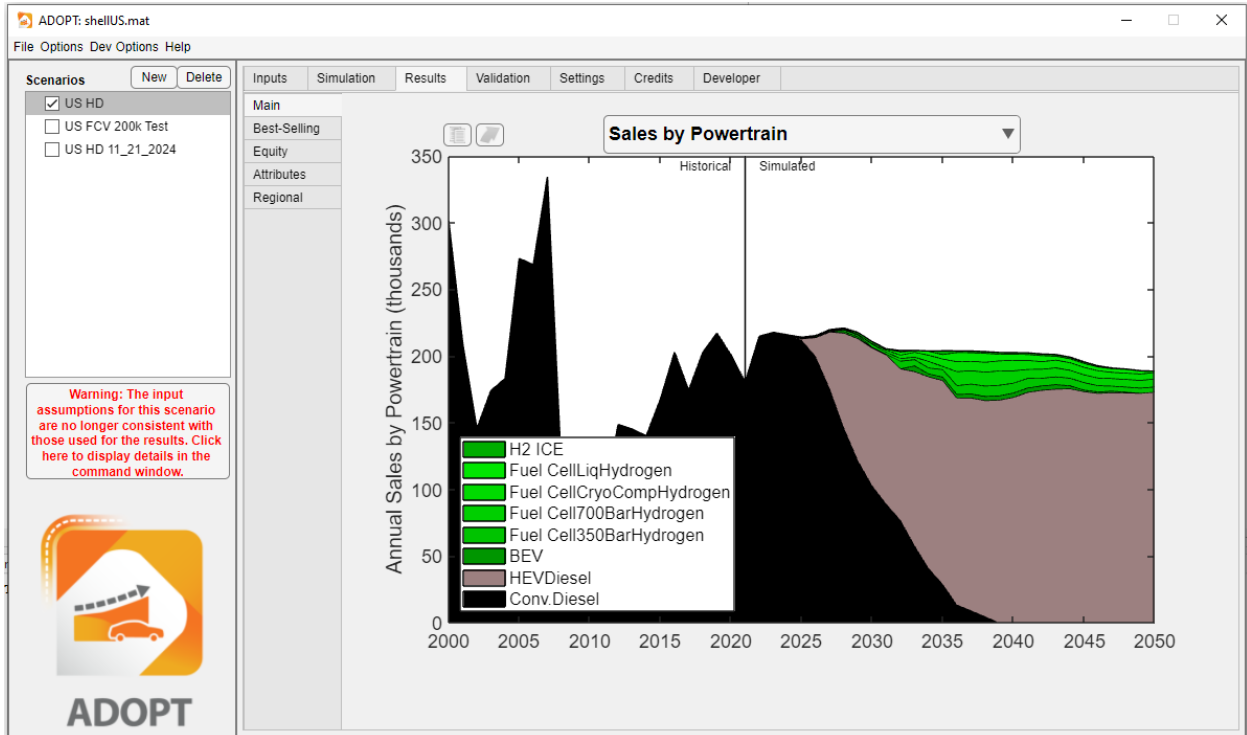 ADOPT: shellUS.mat
File Options Dev Options Help
Scenarios
New
Delete
US HD
US FCV 200k Test
US HD 11_21_2024
Warning: The input
assumptions for this scenario
are no longer consistent with
those used for the results. Click
here to display details in the
command window.
ADOPT
Inputs
Simulation
Results
Validation
Settings
Credits
Developer
Main
Best-Selling
Equity
Attributes
Regional
Sales by Powertrain
Historical
Simulated
Annual Sales by Powertrain (thousands)
350
300
250
200
150
100
50
0
H2 ICE
Fuel CellLiqHydrogen
Fuel CellCryoCompHydrogen
Fuel Cell700BarHydrogen
Fuel Cell350BarHydrogen
BEV
HEVDiesel
Conv.Diesel
2000 2005 2010 2015 2020 2025 2030 2035 2040 2045 2050